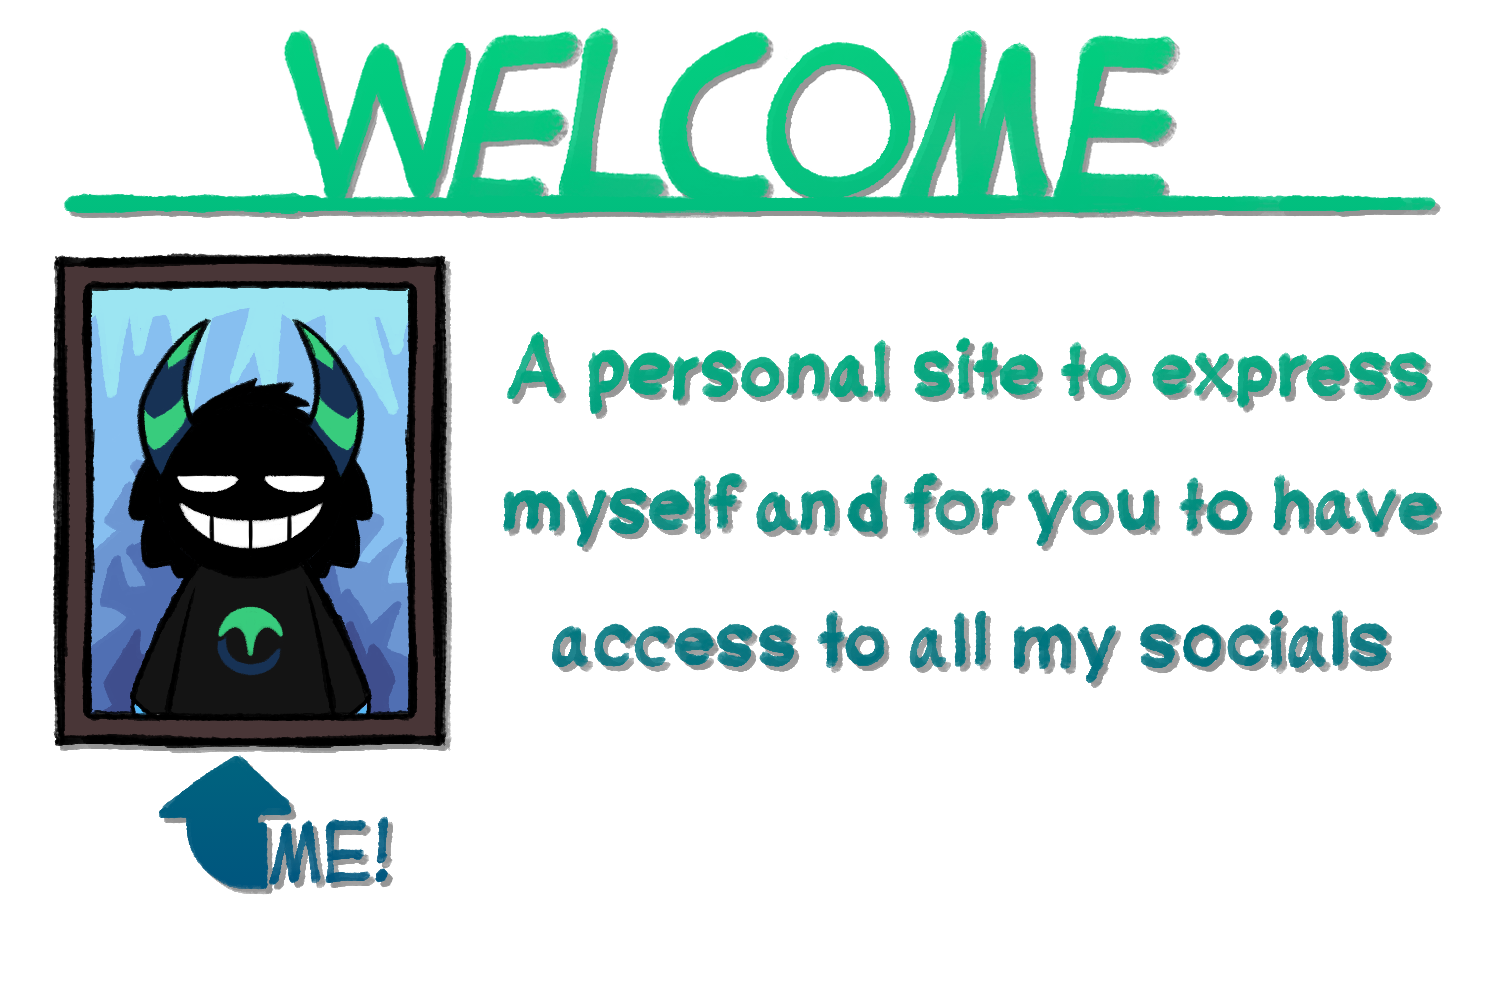 WELCOME
A personal site to express
myself and for you to have
access to all my socials
ME!